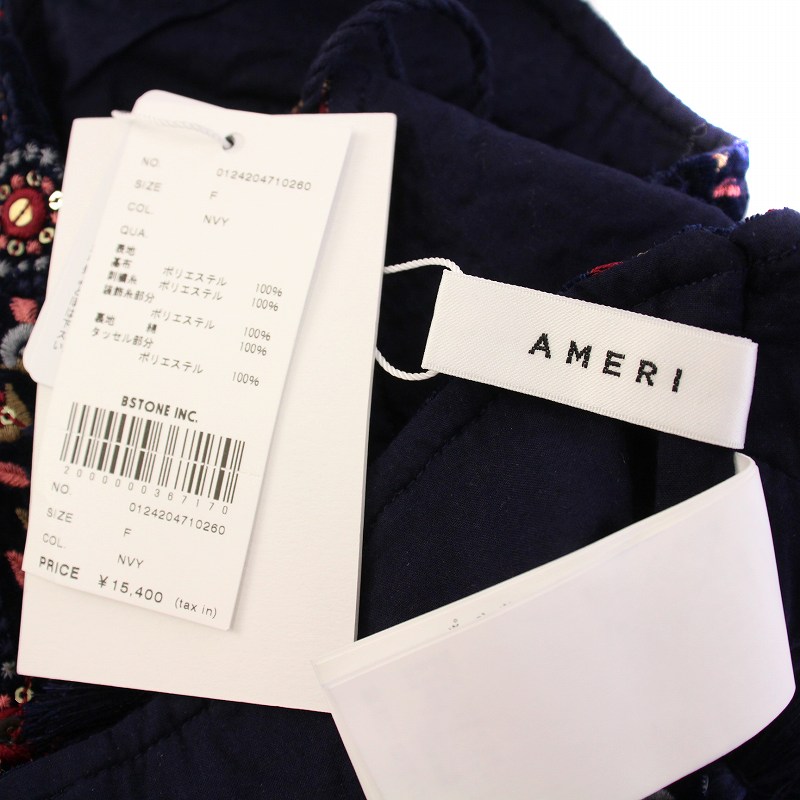 NO. 0124204710260
SIZE F
COL. NVY
QUA.
表地
基布 ポリエステル 100%
刺繍糸 ポリエステル 100%
装飾糸部分
ポリエステル 100%
裏地 綿 100%
タッセル部分
ポリエステル 100%
BSTONE INC.
2000000367170
NO. 0124204710260
SIZE F
COL. NVY
PRICE ¥15,400 (tax in)
AMERI